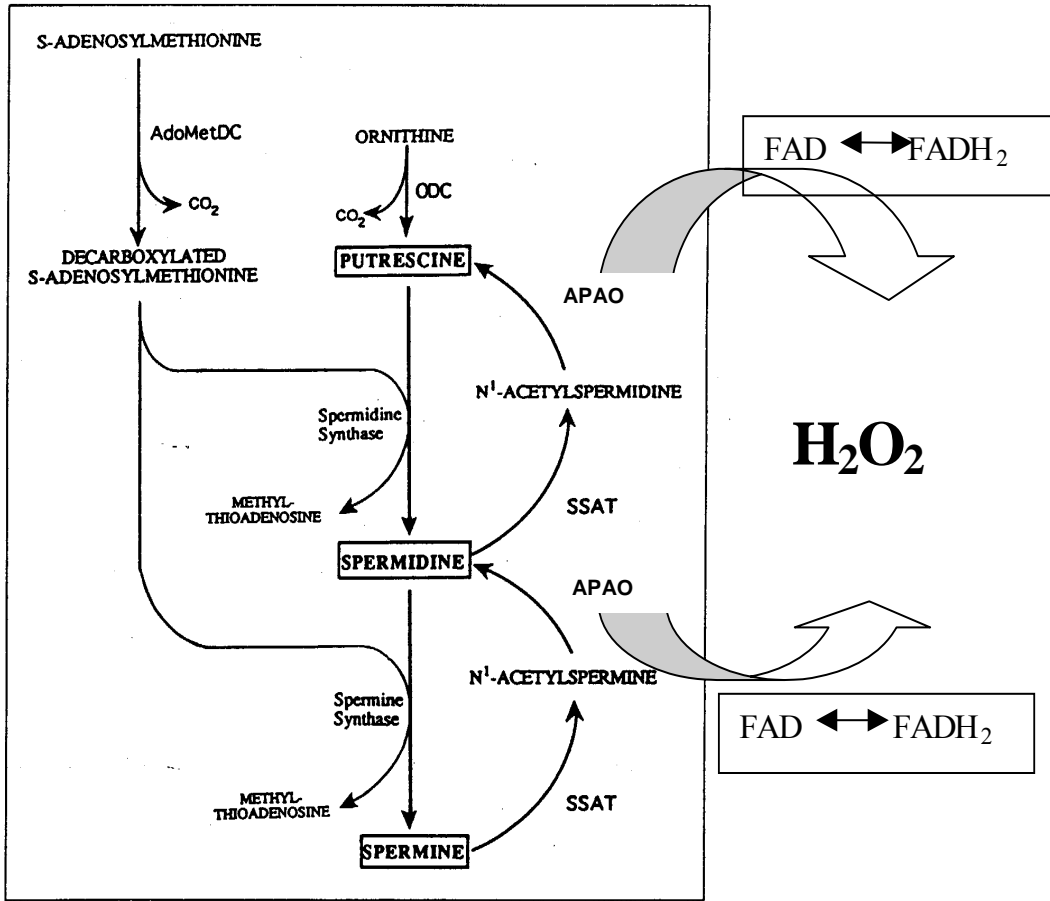 S-ADENOSYLMETHIONINE
AdoMetDC
CO2
DECARBOXYLATED
S-ADENOSYLMETHIONINE
ORNITHINE
ODC
CO2
PUTRESCINE
APAO
FAD FADH2
N1-ACETYLSPERMIDINE
Spermidine
Synthase
H2O2
METHYL-
THIOADENOSINE
SSAT
SPERMIDINE
APAO
N1-ACETYLSPERMINE
Spermine
Synthase
FAD FADH2
METHYL-
THIOADENOSINE
SSAT
SPERMINE